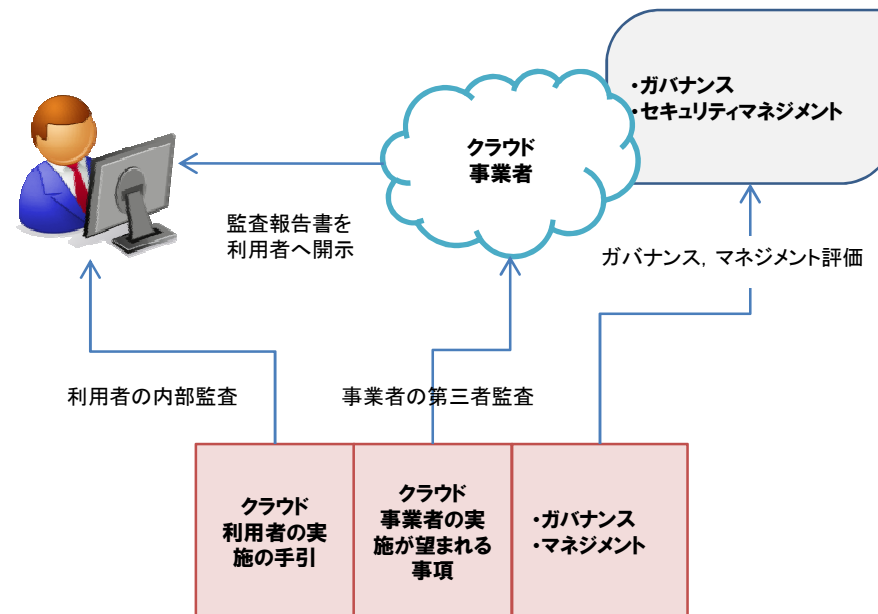 ・ガバナンス
・セキュリティマネジメント
クラウド
事業者
監査報告書を
利用者へ開示
ガバナンス, マネジメント評価
利用者の内部監査
事業者の第三者監査
クラウド
利用者の実
施の手引
クラウド
事業者の実
施が望まれる
事項
・ガバナンス
・マネジメント